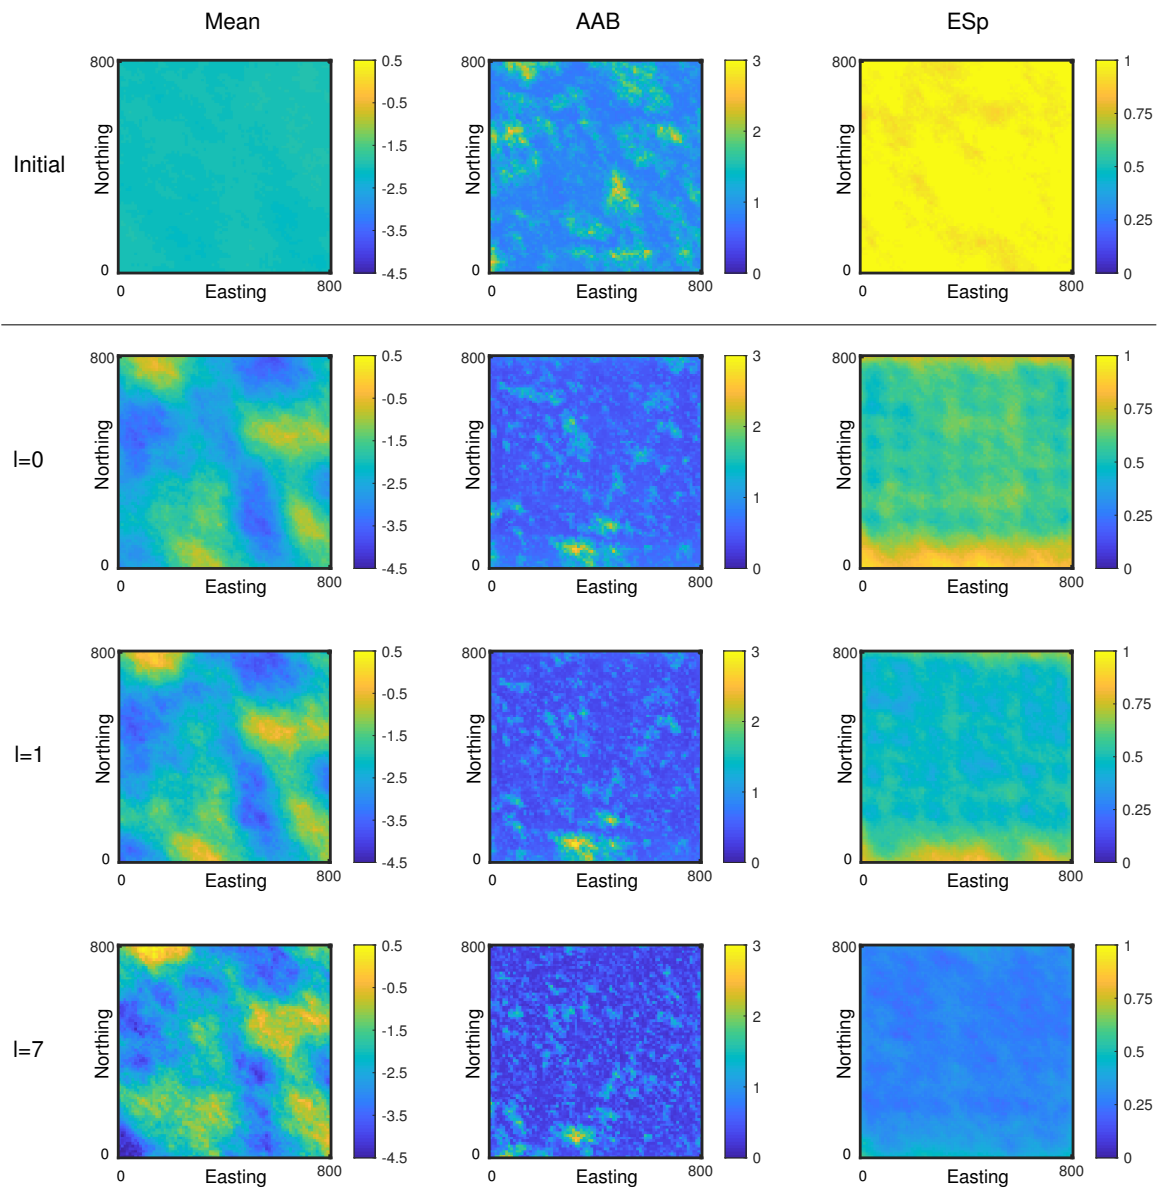 Mean AAB ESp
Initial
800 Northing 0 0 Easting 800 0.5 -0.5 -1.5 -2.5 -3.5 -4.5
800 Northing 0 0 Easting 800 3 2 1 0
800 Northing 0 0 Easting 800 1 0.75 0.5 0.25 0
l=0
800 Northing 0 0 Easting 800 0.5 -0.5 -1.5 -2.5 -3.5 -4.5
800 Northing 0 0 Easting 800 3 2 1 0
800 Northing 0 0 Easting 800 1 0.75 0.5 0.25 0
l=1
800 Northing 0 0 Easting 800 0.5 -0.5 -1.5 -2.5 -3.5 -4.5
800 Northing 0 0 Easting 800 3 2 1 0
800 Northing 0 0 Easting 800 1 0.75 0.5 0.25 0
l=7
800 Northing 0 0 Easting 800 0.5 -0.5 -1.5 -2.5 -3.5 -4.5
800 Northing 0 0 Easting 800 3 2 1 0
800 Northing 0 0 Easting 800 1 0.75 0.5 0.25 0